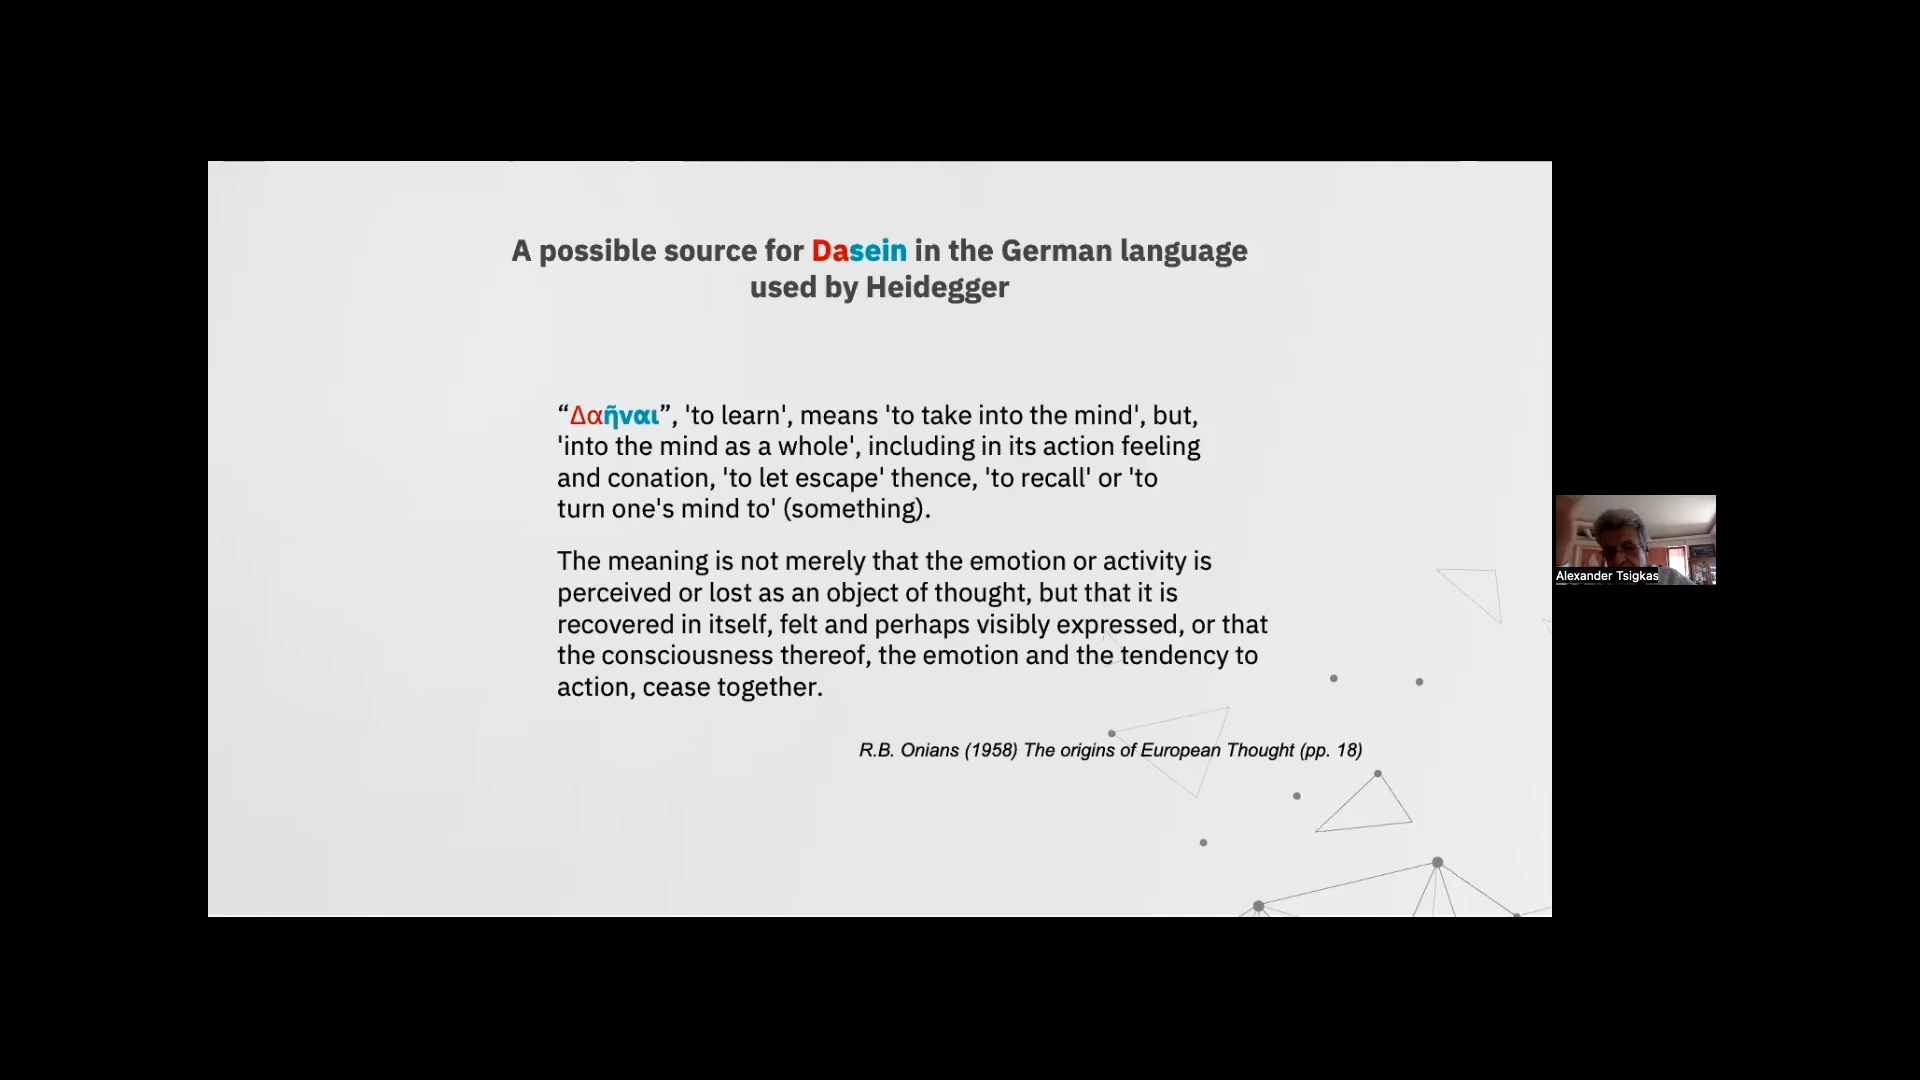 A possible source for Dasein in the German language
used by Heidegger
“Δαῆναι”, 'to learn', means 'to take into the mind', but,
'into the mind as a whole', including in its action feeling
and conation, 'to let escape' thence, 'to recall' or 'to
turn one's mind to' (something).
The meaning is not merely that the emotion or activity is
perceived or lost as an object of thought, but that it is
recovered in itself, felt and perhaps visibly expressed, or that
the consciousness thereof, the emotion and the tendency to
action, cease together.
R.B. Onians (1958) The origins of European Thought (pp. 18)
Alexander Tsigkas